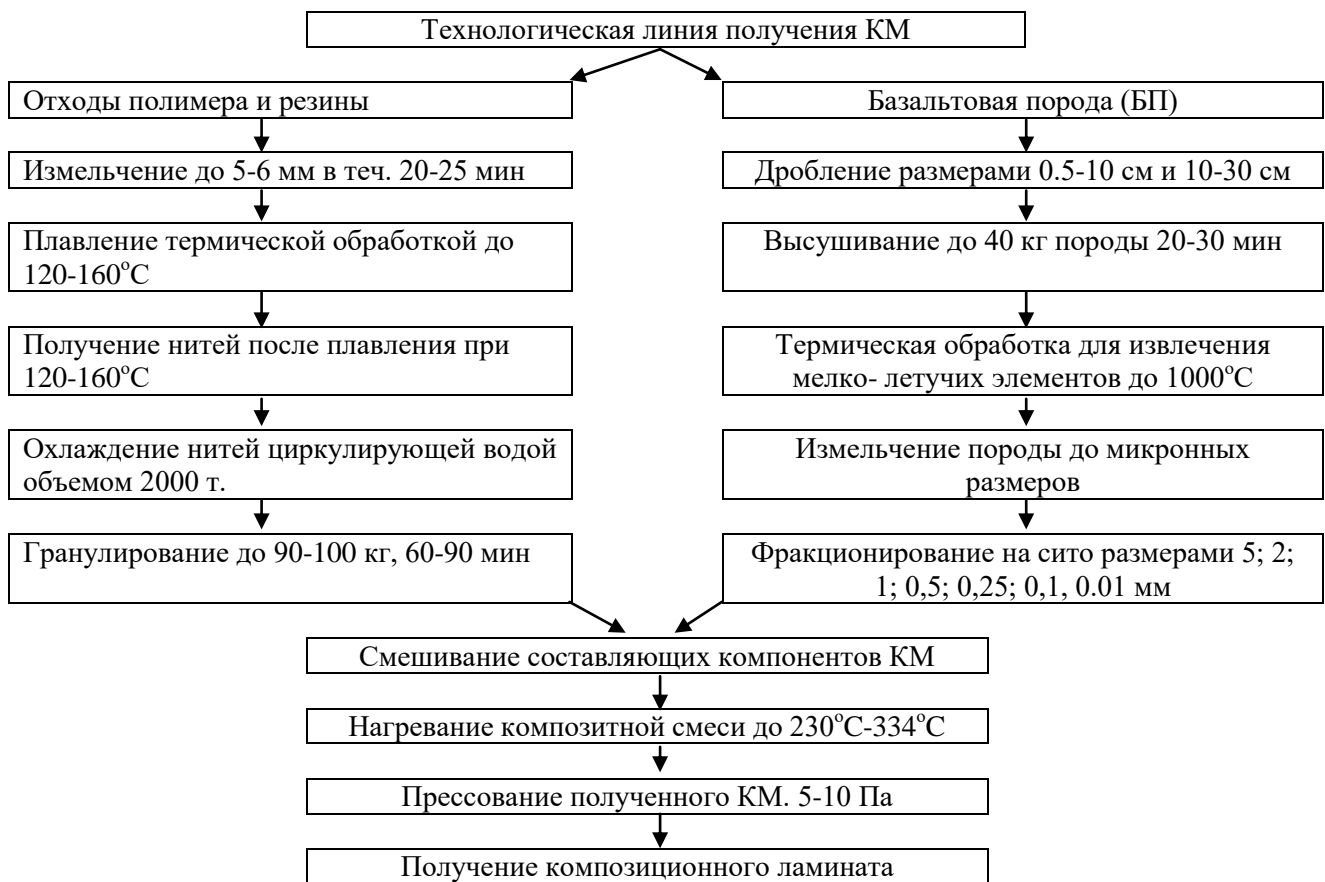 Технологическая линия получения КМ
Отходы полимера и резины
Измельчение до 5-6 мм в теч. 20-25 мин
Плавление термической обработкой до
120-160°С
Получение нитей после плавления при
120-160°С
Охлаждение нитей циркулирующей водой
объемом 2000 т.
Гранулирование до 90-100 кг, 60-90 мин
Базальтовая порода (БП)
Дробление размерами 0.5-10 см и 10-30 см
Высушивание до 40 кг породы 20-30 мин
Термическая обработка для извлечения
мелко- летучих элементов до 1000°С
Измельчение породы до микронных
размеров
Фракционирование на сито размерами 5; 2;
1; 0,5; 0,25; 0,1, 0.01 мм
Смешивание составляющих компонентов КМ
Нагревание композитной смеси до 230°С-334°С
Прессование полученного КМ. 5-10 Па
Получение композиционного ламината